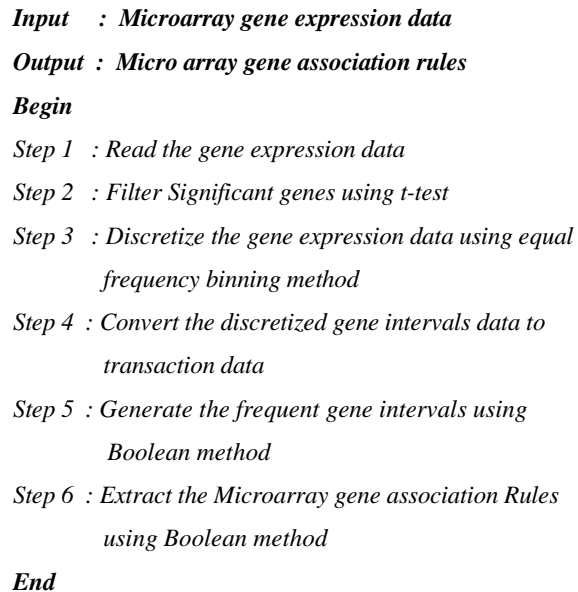 Input : Microarray gene expression data
Output : Micro array gene association rules
Begin
Step 1 : Read the gene expression data
Step 2 : Filter Significant genes using t-test
Step 3 : Discretize the gene expression data using equal
frequency binning method
Step 4 : Convert the discretized gene intervals data to
transaction data
Step 5 : Generate the frequent gene intervals using
Boolean method
Step 6 : Extract the Microarray gene association Rules
using Boolean method
End